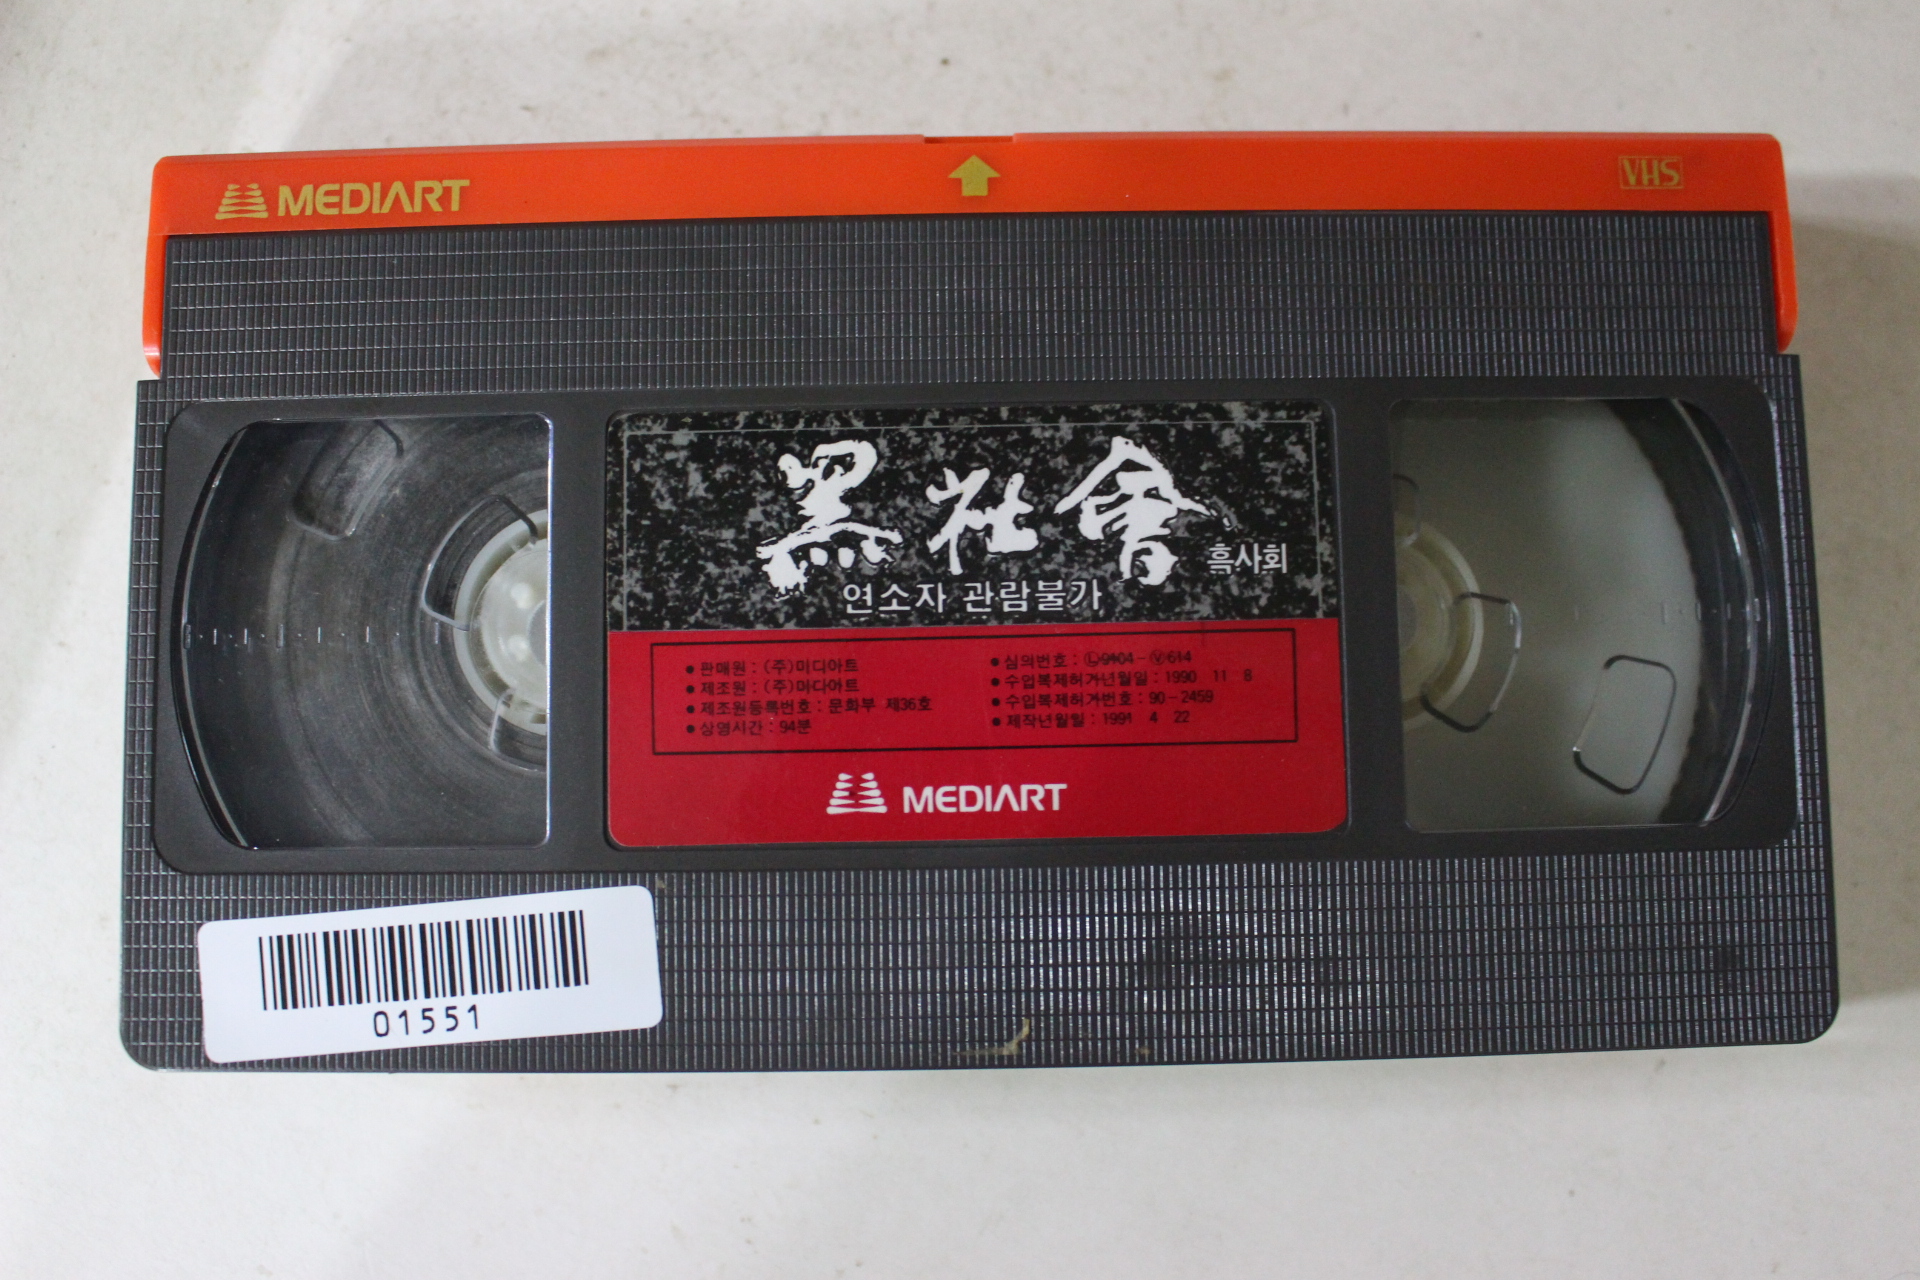 MEDIART
VHS
黑社會
흑사회
연소자 관람불가
● 판매원 : (주)미디아트
● 제조원 : (주)미디아트
● 제조원등록번호 : 문화부 제36호
● 상영시간 : 94분
● 심의번호 : Ⓛ9104-Ⓥ614
● 수입복제허가년월일 : 1990 11 8
● 수입복제허가번호 : 90-2459
● 제작년월일 : 1991 4 22
MEDIART
01551